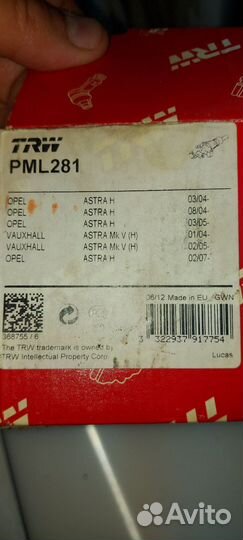 TRW
PML281
OPEL ASTRA H 03/04-
OPEL ASTRA H 08/04-
OPEL ASTRA H 03/05-
VAUXHALL ASTRA Mk V (H) 01/04-
VAUXHALL ASTRA Mk V (H) 02/05-
OPEL ASTRA H 02/07-
06/12 Made in EU GWN
368755 / 6
3 322937 917754
The TRW trademark is owned by
TRW Intellectual Property Corp.
Lucas
Avito